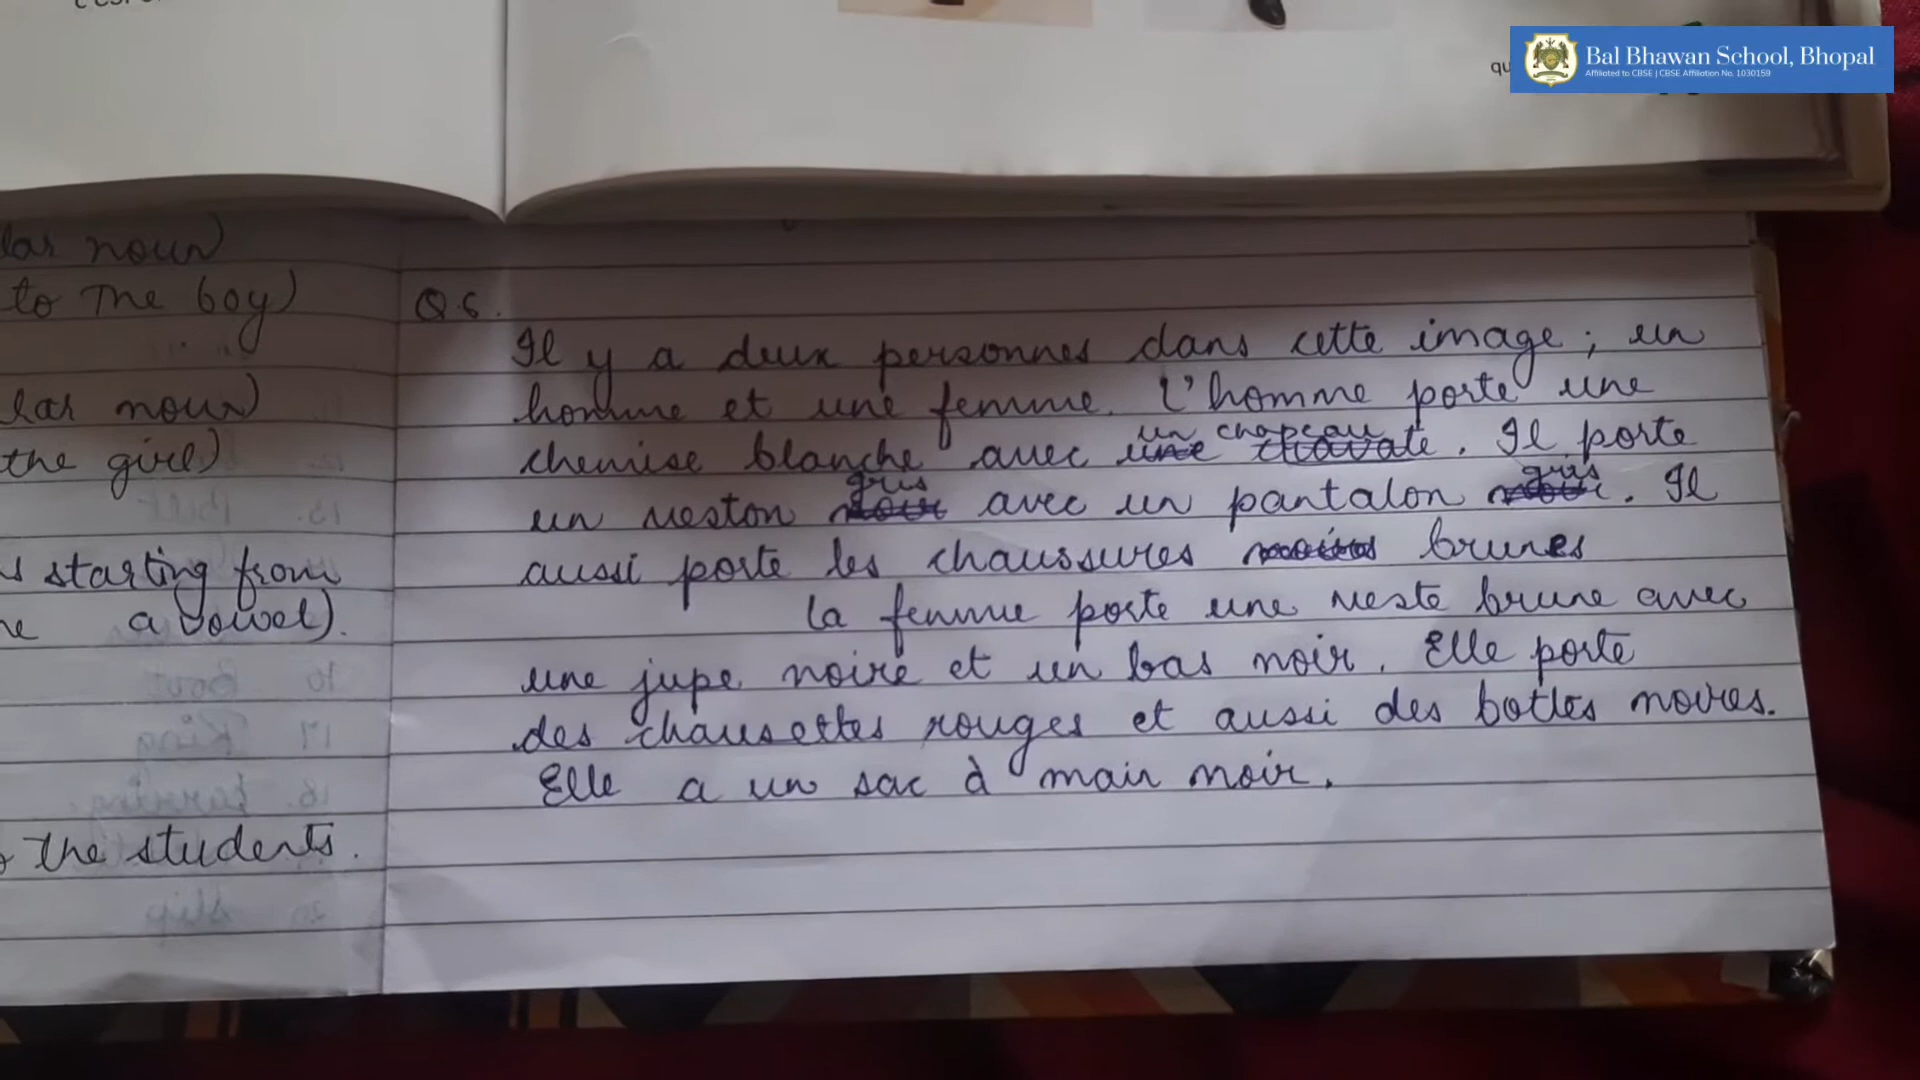 qu
Bal Bhawan School, Bhopal
Affiliated to CBSE | CBSE Affiliation No. 1030159
lar noun)
to The boy)
lar noun)
the girl)
starting from
a vowel).
the students.
Q.6.
Il y a deux personnes dans cette image ; un
homme et une femme. L'homme porte une
chemise blanche avec un chapeau. Il porte
un veston gris avec un pantalon gris. Il
aussi porte les chaussures brunes
La femme porte une veste brune avec
une jupe noire et un bas noir. Elle porte
des chausettes rouges et aussi des bottes noires.
Elle a un sac à main noir.